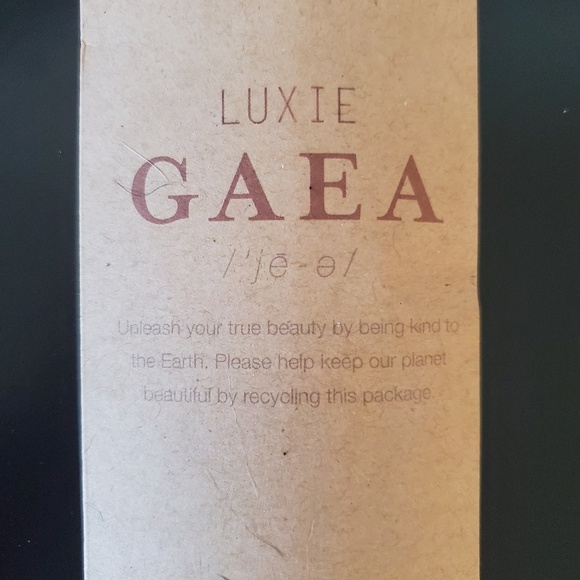 LUXIE
GAEA
/'jē-ə/
Unleash your true beauty by being kind to
the Earth. Please help keep our planet
beautiful by recycling this package.